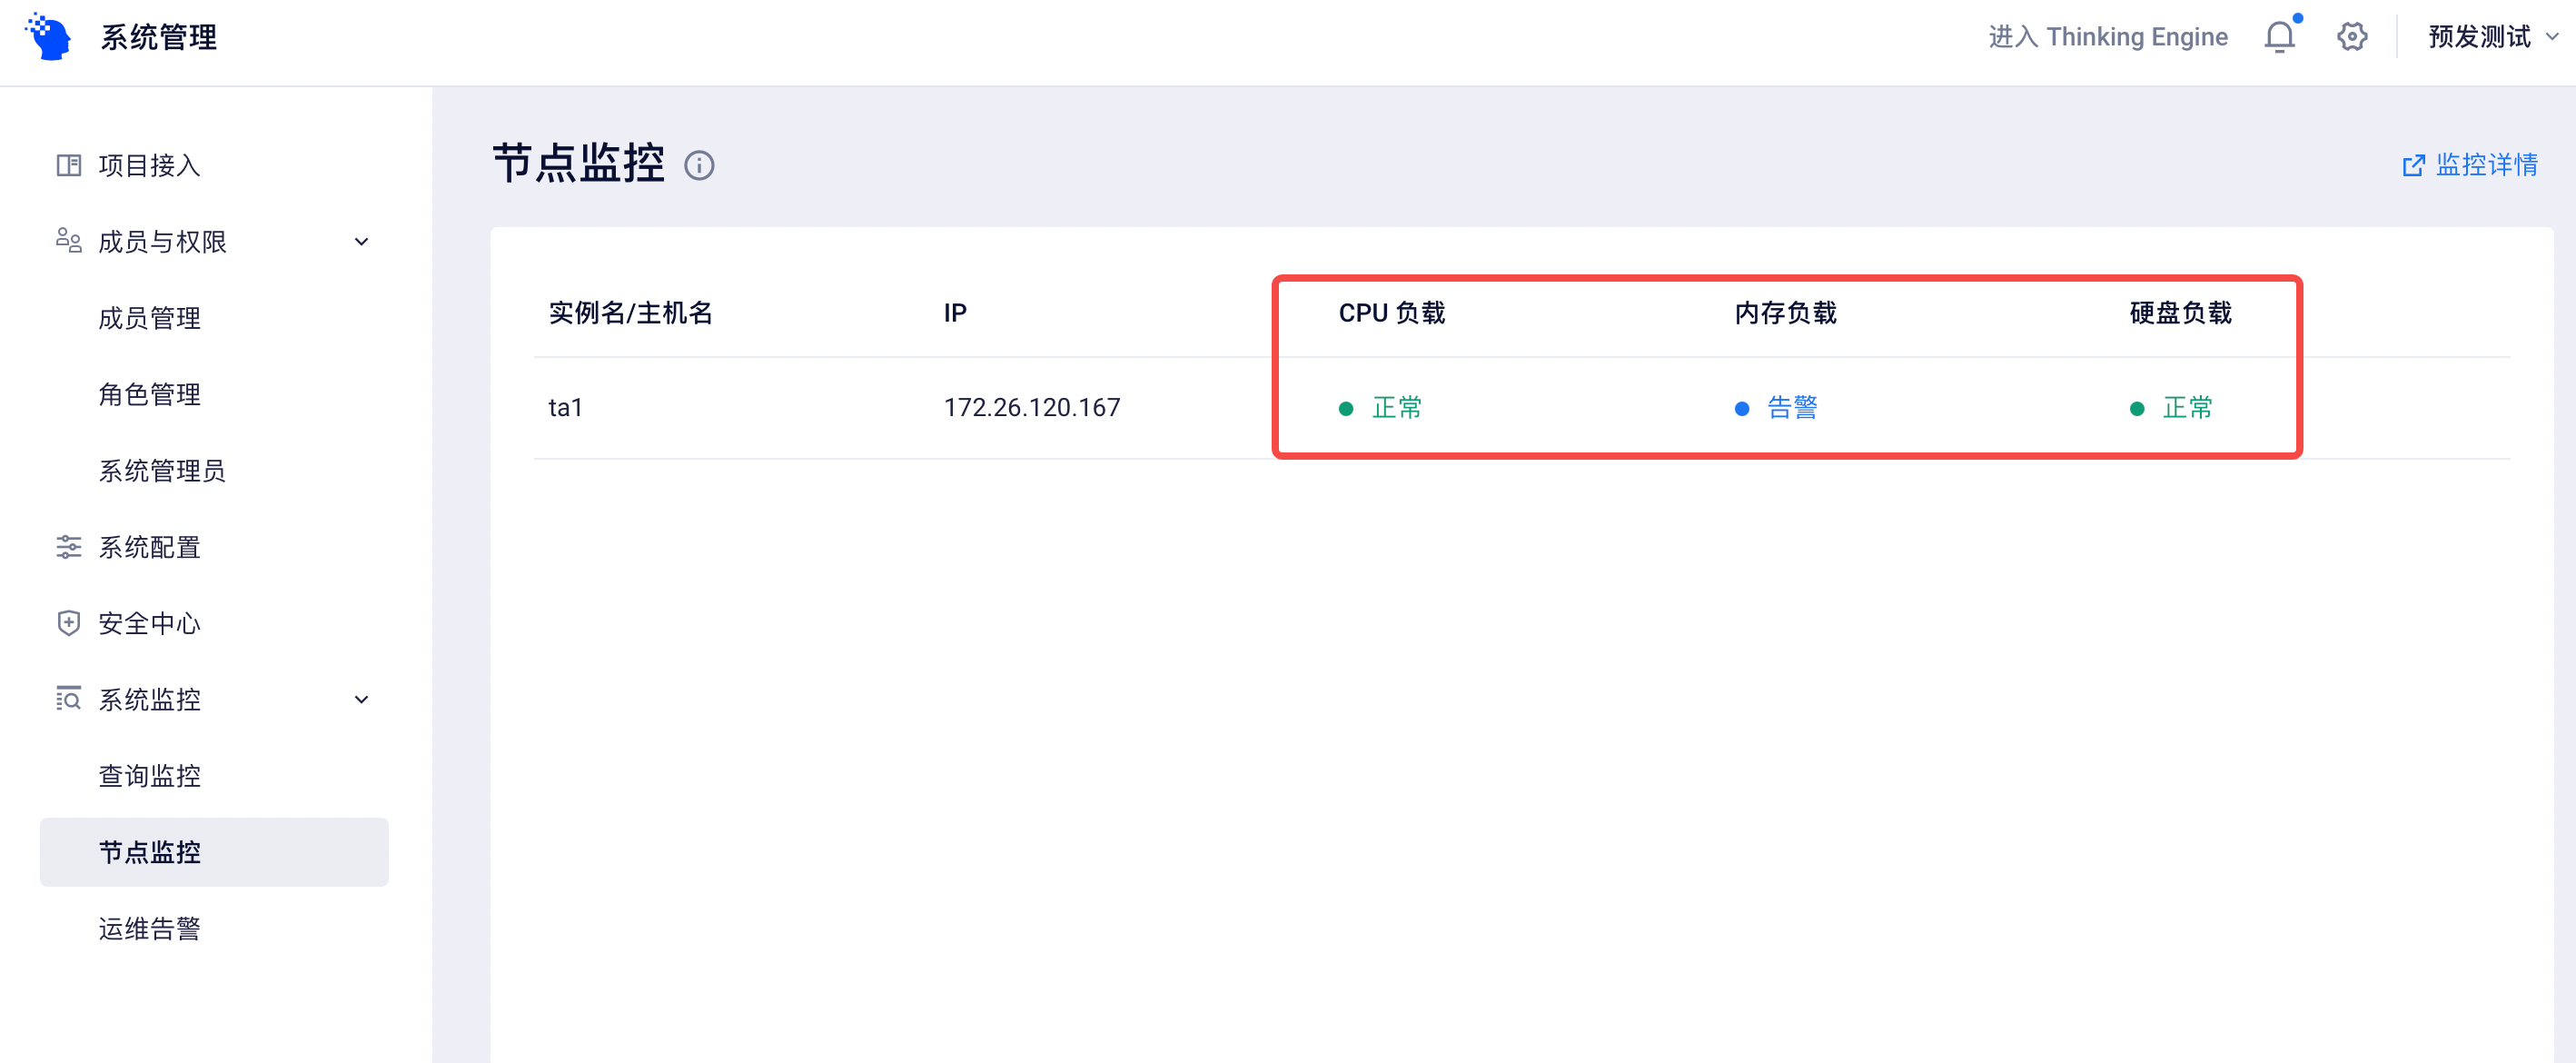 系统管理
进入 Thinking Engine
预发测试
项目接入
成员与权限
成员管理
角色管理
系统管理员
系统配置
安全中心
系统监控
查询监控
节点监控
运维告警
节点监控
监控详情
实例名/主机名 IP CPU 负载 内存负载 硬盘负载
ta1 172.26.120.167 正常 告警 正常